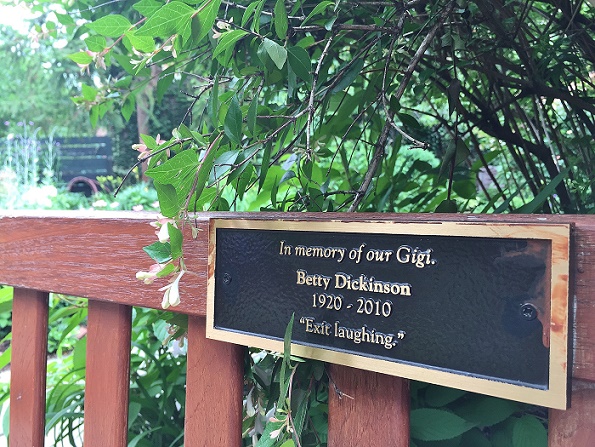 In memory of our Gigi.
Betty Dickinson
1920 - 2010
“Exit laughing.”